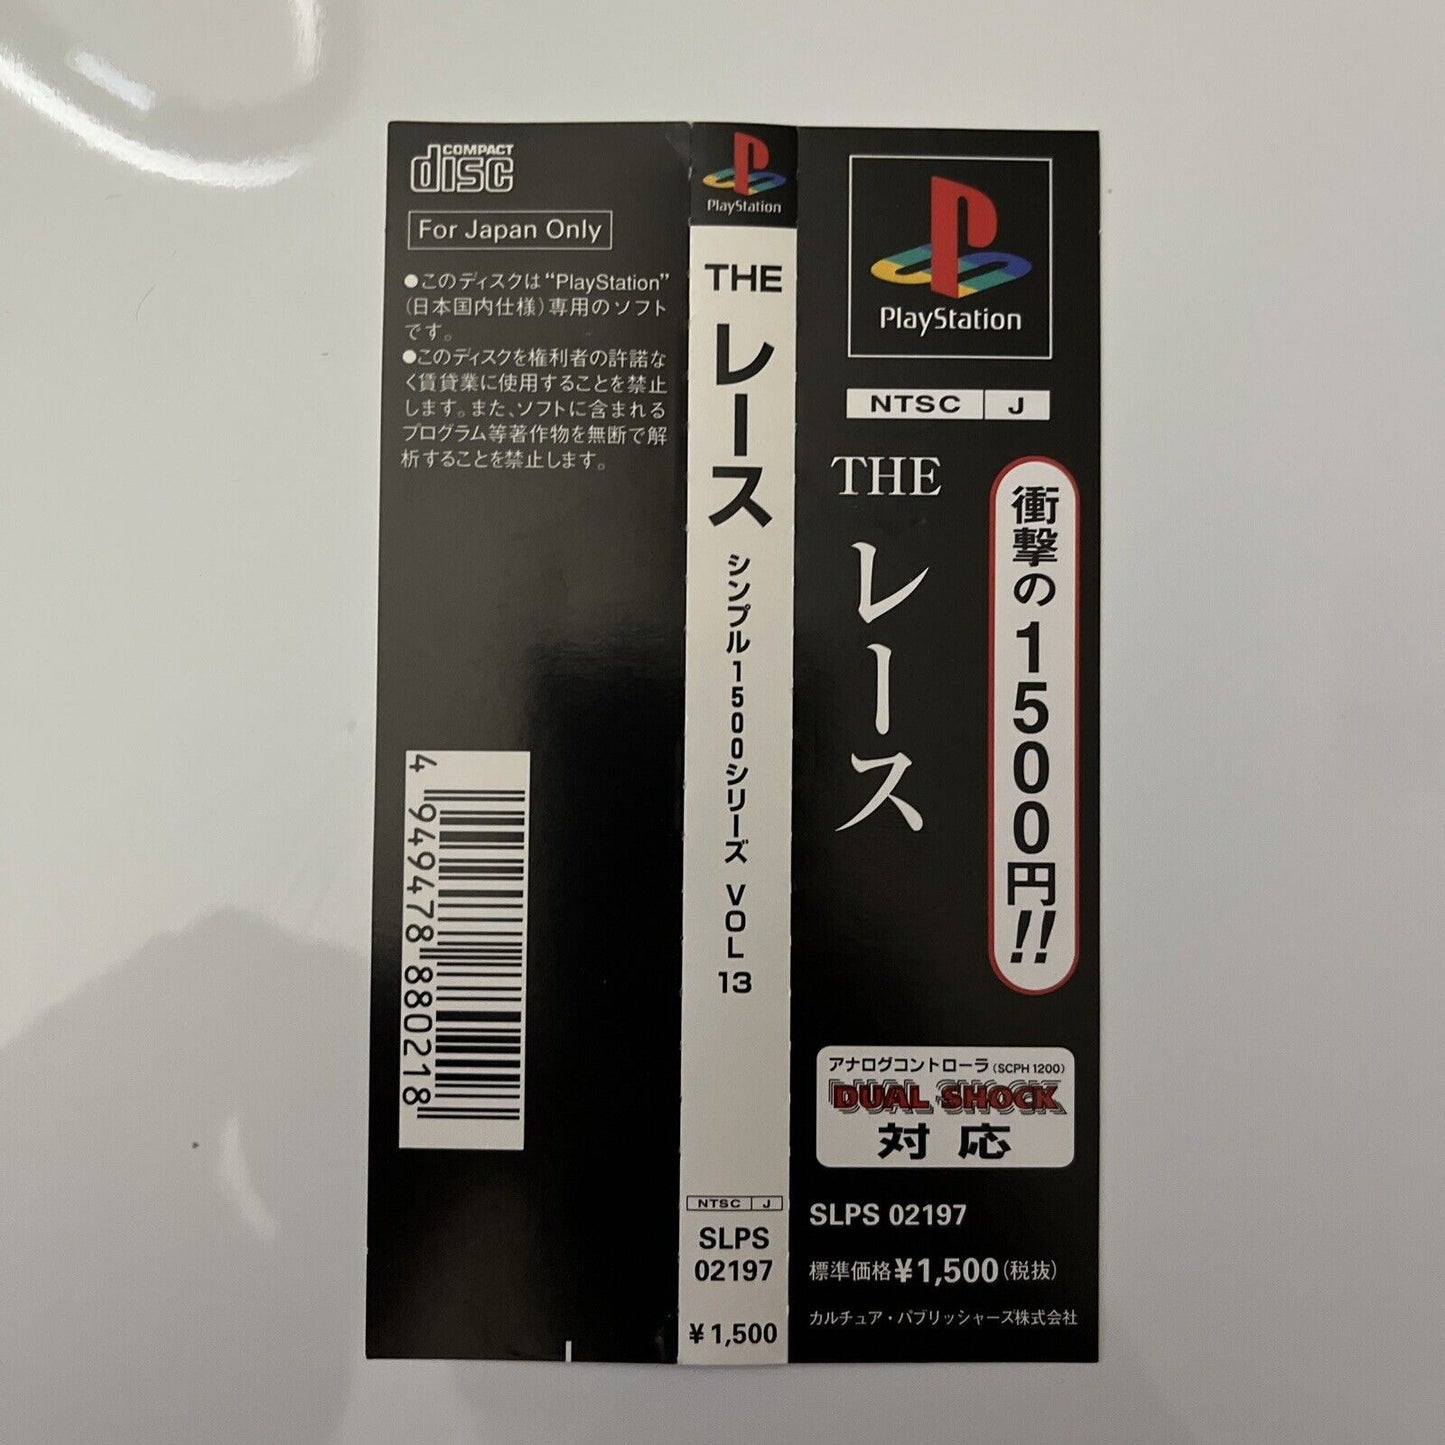 COMPACT
disc
For Japan Only
●このディスクは“PlayStation”
(日本国内仕様)専用のソフト
です。
●このディスクを権利者の許諾な
く賃貸業に使用することを禁止
します。また、ソフトに含まれる
プログラム等著作物を無断で解
析することを禁止します。
4 949478 880218
PlayStation
THE
レース
シンプル1500シリーズ VOL 13
NTSC J
SLPS
02197
¥1,500
PlayStation
NTSC J
THE レース
衝撃の1500円!!
アナログコントローラ(SCPH 1200)
DUAL SHOCK
対応
SLPS 02197
標準価格¥1,500(税抜)
カルチュア・パブリッシャーズ株式会社